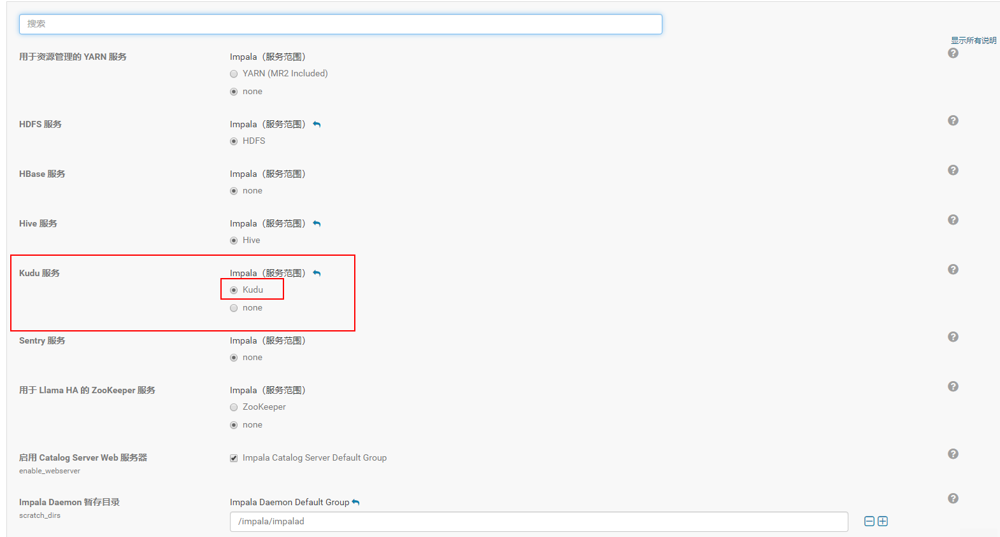 搜索
显示所有说明
用于资源管理的 YARN 服务
Impala（服务范围）
YARN (MR2 Included)
none
HDFS 服务
Impala（服务范围）
HDFS
HBase 服务
Impala（服务范围）
none
Hive 服务
Impala（服务范围）
Hive
Kudu 服务
Impala（服务范围）
Kudu
none
Sentry 服务
Impala（服务范围）
none
用于 Llama HA 的 ZooKeeper 服务
Impala（服务范围）
ZooKeeper
none
启用 Catalog Server Web 服务器
enable_webserver
Impala Catalog Server Default Group
Impala Daemon 暂存目录
scratch_dirs
Impala Daemon Default Group
/impala/impalad